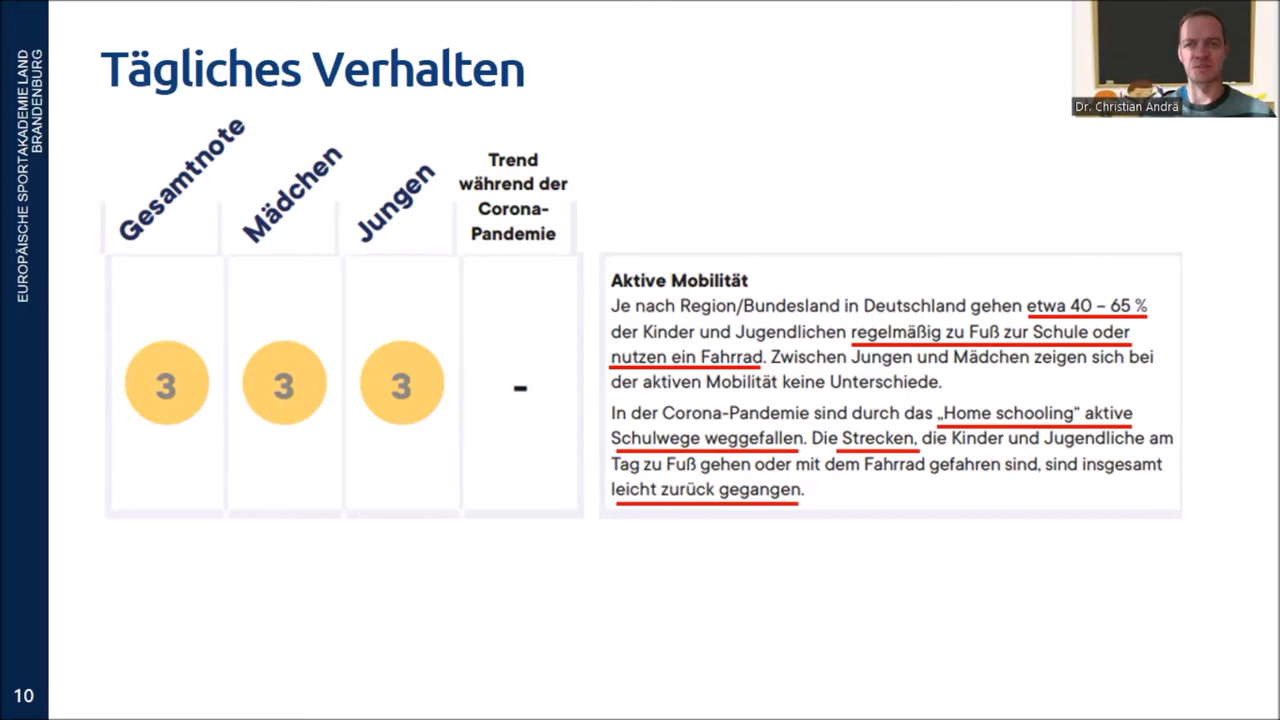 EUROPÄISCHE SPORTAKADEMIE LAND
BRANDENBURG
Tägliches Verhalten
Dr. Christian Andrä
Gesamtnote
Mädchen
Jungen
Trend
während der
Corona-
Pandemie
3
3
3
-
Aktive Mobilität
Je nach Region/Bundesland in Deutschland gehen etwa 40 – 65 %
der Kinder und Jugendlichen regelmäßig zu Fuß zur Schule oder
nutzen ein Fahrrad. Zwischen Jungen und Mädchen zeigen sich bei
der aktiven Mobilität keine Unterschiede.
In der Corona-Pandemie sind durch das „Home schooling“ aktive
Schulwege weggefallen. Die Strecken, die Kinder und Jugendliche am
Tag zu Fuß gehen oder mit dem Fahrrad gefahren sind, sind insgesamt
leicht zurück gegangen.
10